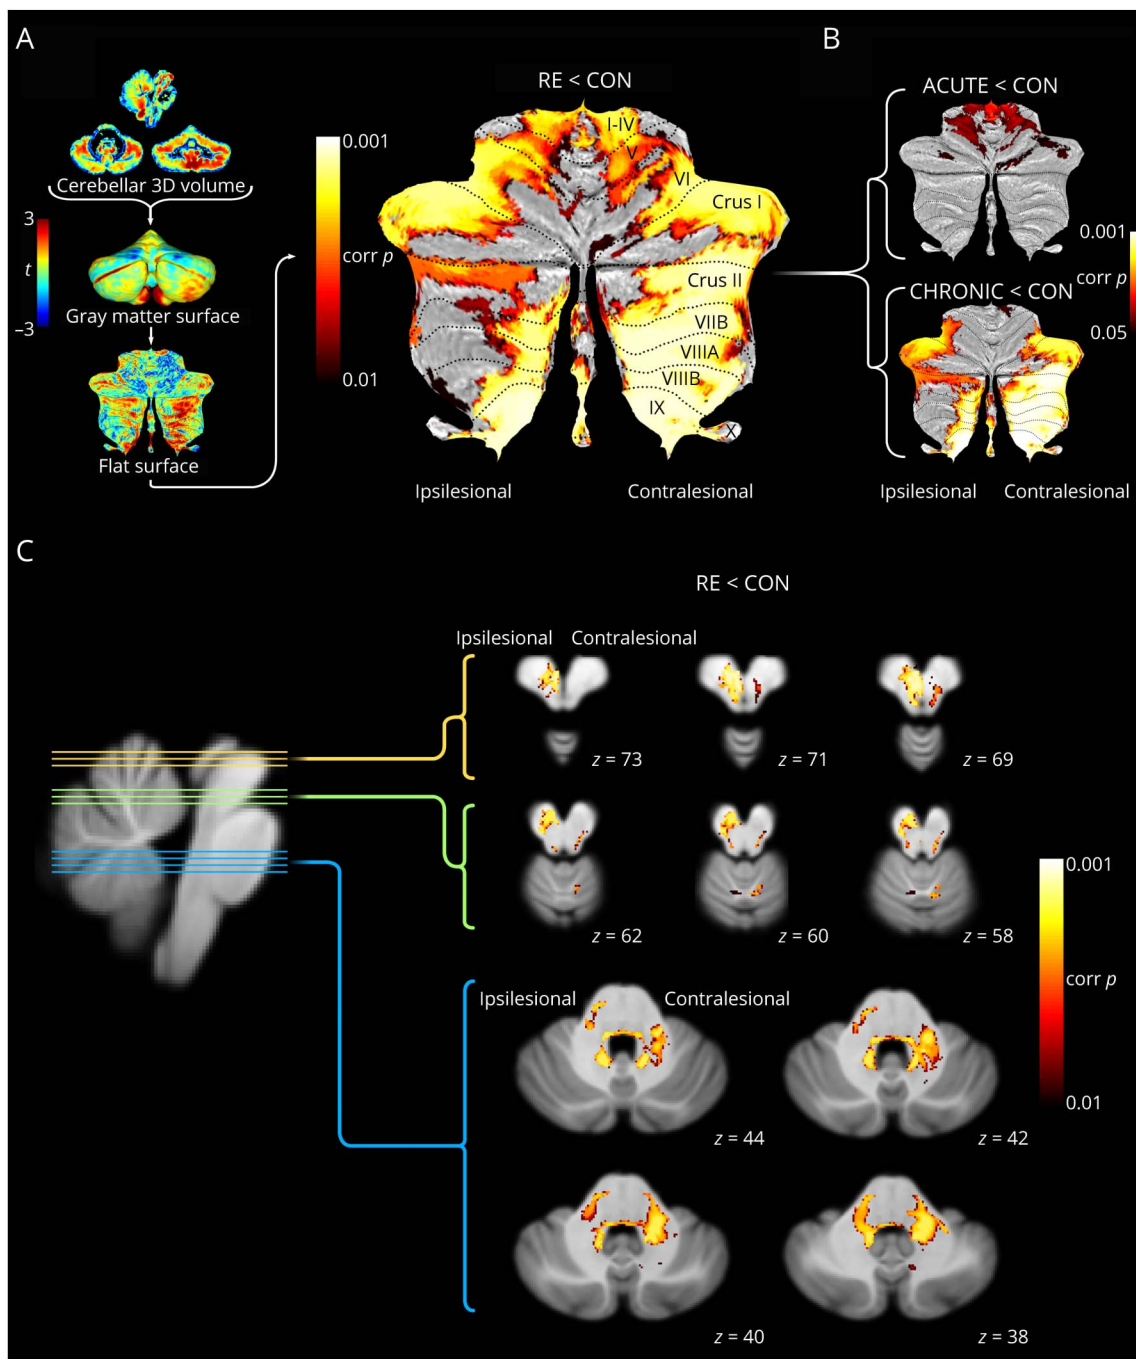 A
Cerebellar 3D volume
3
t
–3
Gray matter surface
Flat surface
RE < CON
0.001
corr p
0.01
I-IV
V
VI
Crus I
Crus II
VIIB
VIIIA
VIIIB
IX
X
Ipsilesional
Contralesional
B
ACUTE < CON
0.001
corr p
0.05
CHRONIC < CON
Ipsilesional
Contralesional
C
RE < CON
Ipsilesional
Contralesional
z = 73
z = 71
z = 69
z = 62
z = 60
z = 58
0.001
corr p
0.01
Ipsilesional
Contralesional
z = 44
z = 42
z = 40
z = 38